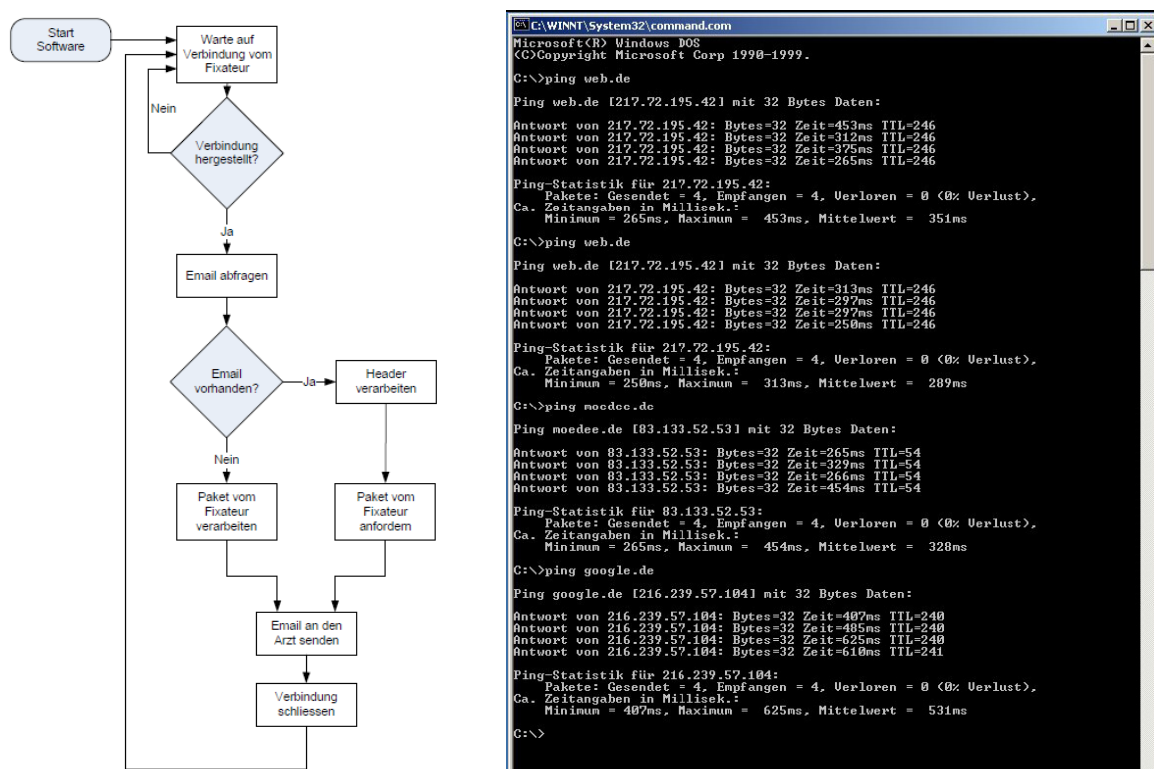 Start
Software
Warte auf
Verbindung vom
Fixateur
Nein
Verbindung
hergestellt?
Ja
Email abfragen
Email
vorhanden?
Ja
Header
verarbeiten
Nein
Paket vom
Fixateur
verarbeiten
Paket vom
Fixateur
anfordern
Email an den
Arzt senden
Verbindung
schliessen
C:\WINNT\System32\command.com
Microsoft(R) Windows DOS
(C)Copyright Microsoft Corp 1990-1999.
C:\>ping web.de
Ping web.de [217.72.195.42] mit 32 Bytes Daten:
Antwort von 217.72.195.42: Bytes=32 Zeit=453ms TTL=246
Antwort von 217.72.195.42: Bytes=32 Zeit=312ms TTL=246
Antwort von 217.72.195.42: Bytes=32 Zeit=375ms TTL=246
Antwort von 217.72.195.42: Bytes=32 Zeit=265ms TTL=246
Ping-Statistik für 217.72.195.42:
Pakete: Gesendet = 4, Empfangen = 4, Verloren = 0 (0% Verlust),
Ca. Zeitangaben in Millisek.:
Minimum = 265ms, Maximum = 453ms, Mittelwert = 351ms
C:\>ping web.de
Ping web.de [217.72.195.42] mit 32 Bytes Daten:
Antwort von 217.72.195.42: Bytes=32 Zeit=313ms TTL=246
Antwort von 217.72.195.42: Bytes=32 Zeit=297ms TTL=246
Antwort von 217.72.195.42: Bytes=32 Zeit=297ms TTL=246
Antwort von 217.72.195.42: Bytes=32 Zeit=250ms TTL=246
Ping-Statistik für 217.72.195.42:
Pakete: Gesendet = 4, Empfangen = 4, Verloren = 0 (0% Verlust),
Ca. Zeitangaben in Millisek.:
Minimum = 250ms, Maximum = 313ms, Mittelwert = 289ms
C:\>ping moedee.de
Ping moedee.de [83.133.52.53] mit 32 Bytes Daten:
Antwort von 83.133.52.53: Bytes=32 Zeit=265ms TTL=54
Antwort von 83.133.52.53: Bytes=32 Zeit=329ms TTL=54
Antwort von 83.133.52.53: Bytes=32 Zeit=266ms TTL=54
Antwort von 83.133.52.53: Bytes=32 Zeit=454ms TTL=54
Ping-Statistik für 83.133.52.53:
Pakete: Gesendet = 4, Empfangen = 4, Verloren = 0 (0% Verlust),
Ca. Zeitangaben in Millisek.:
Minimum = 265ms, Maximum = 454ms, Mittelwert = 328ms
C:\>ping google.de
Ping google.de [216.239.57.104] mit 32 Bytes Daten:
Antwort von 216.239.57.104: Bytes=32 Zeit=407ms TTL=240
Antwort von 216.239.57.104: Bytes=32 Zeit=485ms TTL=240
Antwort von 216.239.57.104: Bytes=32 Zeit=625ms TTL=240
Antwort von 216.239.57.104: Bytes=32 Zeit=610ms TTL=241
Ping-Statistik für 216.239.57.104:
Pakete: Gesendet = 4, Empfangen = 4, Verloren = 0 (0% Verlust),
Ca. Zeitangaben in Millisek.:
Minimum = 407ms, Maximum = 625ms, Mittelwert = 531ms
C:\>